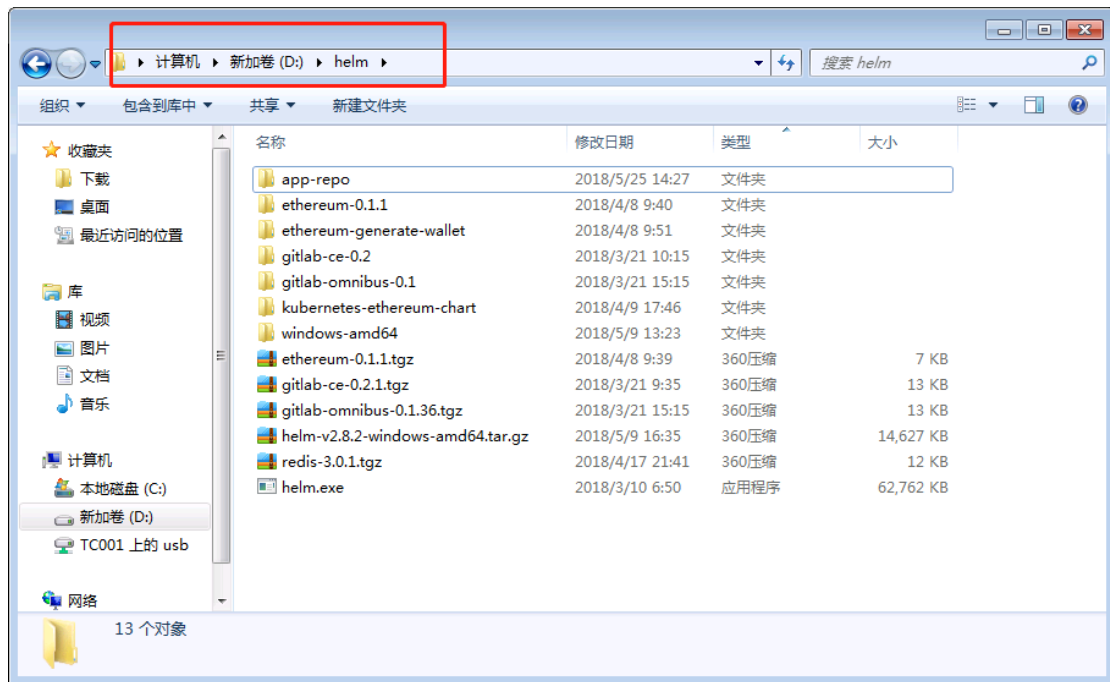 计算机 新加卷 (D:) helm 搜索 helm
组织 包含到库中 共享 新建文件夹
收藏夹
下载
桌面
最近访问的位置
库
视频
图片
文档
音乐
计算机
本地磁盘 (C:)
新加卷 (D:)
TC001 上的 usb
网络
名称 修改日期 类型 大小
app-repo 2018/5/25 14:27 文件夹
ethereum-0.1.1 2018/4/8 9:40 文件夹
ethereum-generate-wallet 2018/4/8 9:51 文件夹
gitlab-ce-0.2 2018/3/21 10:15 文件夹
gitlab-omnibus-0.1 2018/3/21 15:15 文件夹
kubernetes-ethereum-chart 2018/4/9 17:46 文件夹
windows-amd64 2018/5/9 13:23 文件夹
ethereum-0.1.1.tgz 2018/4/8 9:39 360压缩 7 KB
gitlab-ce-0.2.1.tgz 2018/3/21 9:35 360压缩 13 KB
gitlab-omnibus-0.1.36.tgz 2018/3/21 15:15 360压缩 13 KB
helm-v2.8.2-windows-amd64.tar.gz 2018/5/9 16:35 360压缩 14,627 KB
redis-3.0.1.tgz 2018/4/17 21:41 360压缩 12 KB
helm.exe 2018/3/10 6:50 应用程序 62,762 KB
13 个对象